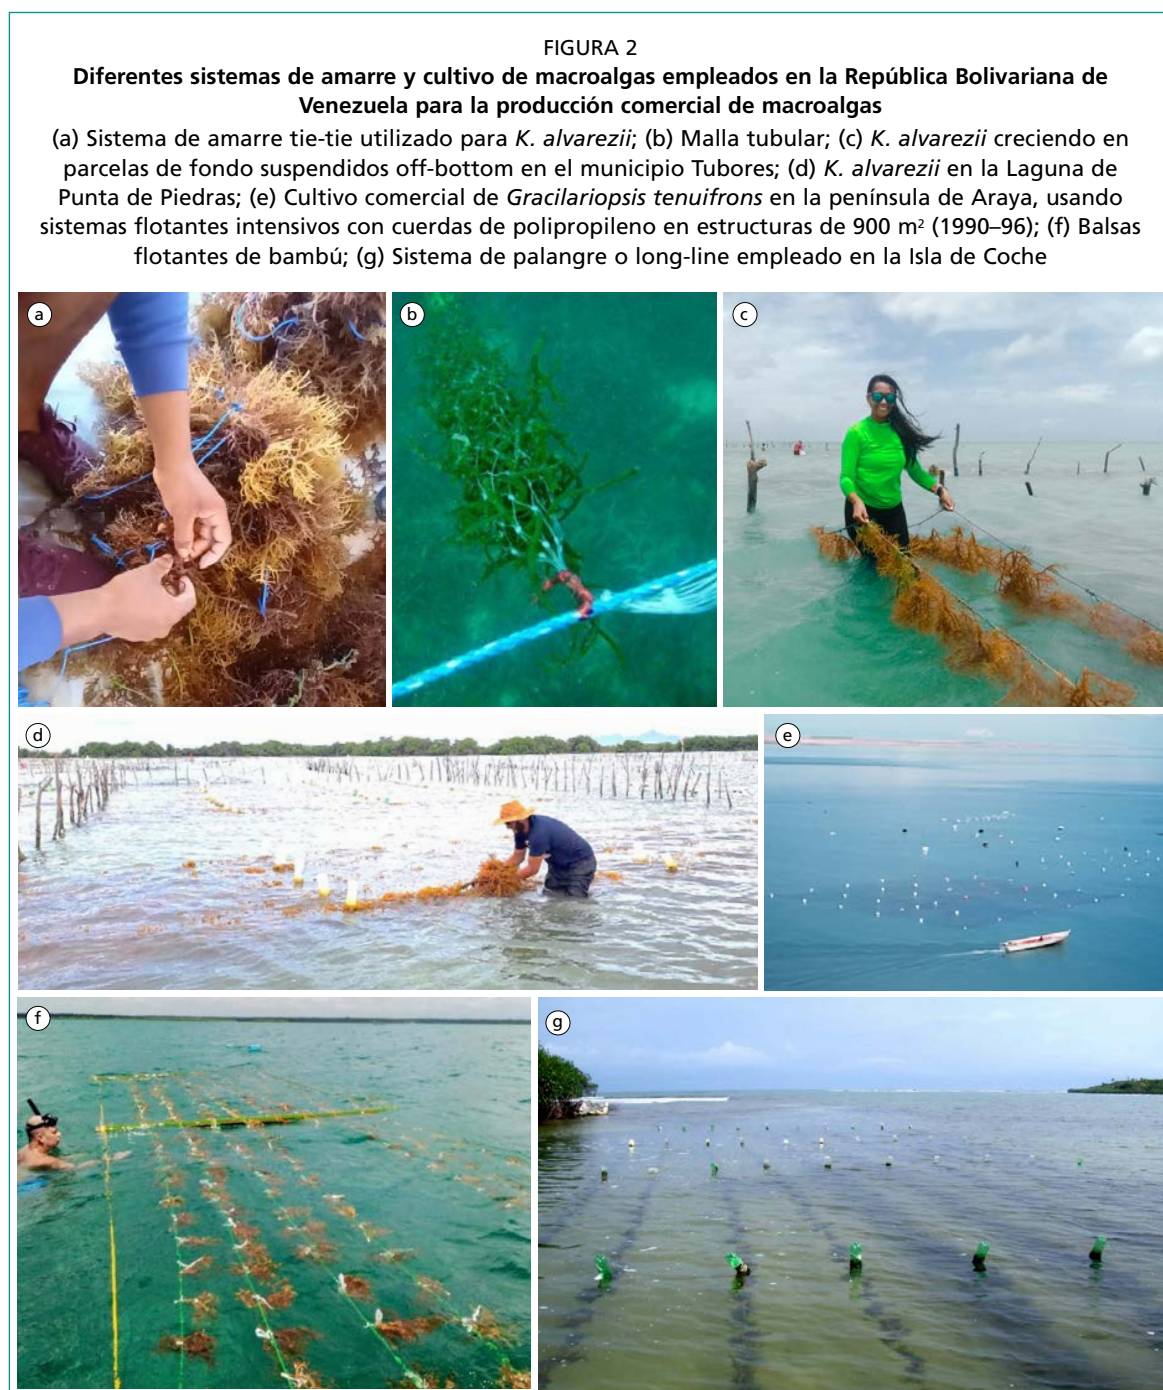 FIGURA 2
Diferentes sistemas de amarre y cultivo de macroalgas empleados en la República Bolivariana de
Venezuela para la producción comercial de macroalgas
(a) Sistema de amarre tie-tie utilizado para K. alvarezii; (b) Malla tubular; (c) K. alvarezii creciendo en
parcelas de fondo suspendidos off-bottom en el municipio Tubores; (d) K. alvarezii en la Laguna de
Punta de Piedras; (e) Cultivo comercial de Gracilariopsis tenuifrons en la península de Araya, usando
sistemas flotantes intensivos con cuerdas de polipropileno en estructuras de 900 m² (1990–96); (f) Balsas
flotantes de bambú; (g) Sistema de palangre o long-line empleado en la Isla de Coche
a
b
c
d
e
f
g